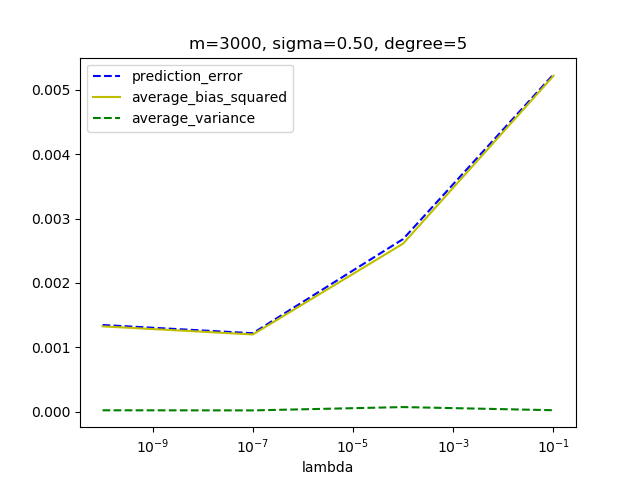 m=3000, sigma=0.50, degree=5
prediction_error
average_bias_squared
average_variance
0.005
0.004
0.003
0.002
0.001
0.000
10⁻⁹
10⁻⁷
10⁻⁵
10⁻³
10⁻¹
lambda